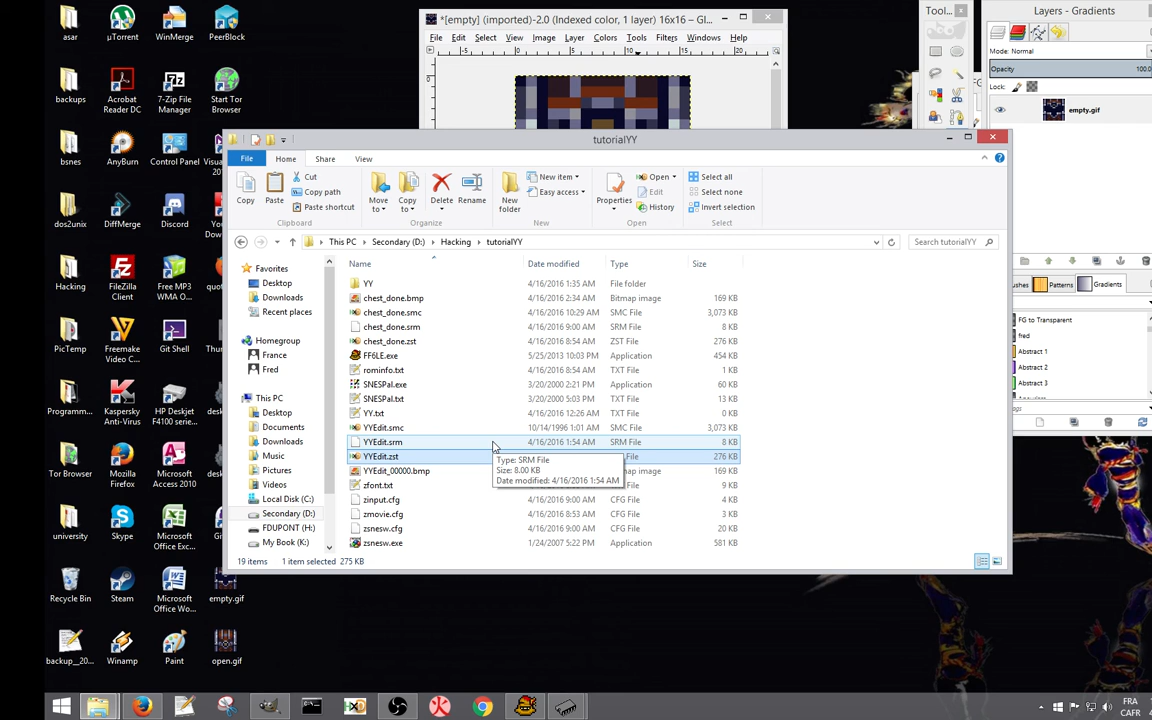 asar
µTorrent
WinMerge
PeerBlock
backups
Acrobat Reader DC
7-Zip File Manager
Start Tor Browser
bsnes
AnyBurn
Control Panel
dos2unix
DiffMerge
Discord
Hacking
FileZilla Client
Free MP3 WMA O...
PicTemp
Freemake Video C...
Git Shell
Programm...
Kaspersky Anti-Virus
HP Deskjet F4100 series
Tor Browser
Mozilla Firefox
Microsoft Access 2010
university
Skype
Microsoft Office Exc...
Recycle Bin
Steam
Microsoft Office Wo...
empty.gif
backup__20...
Winamp
Paint
open.gif
*[empty] (imported)-2.0 (Indexed color, 1 layer) 16x16 – GI...
File Edit Select View Image Layer Colors Tools Filters Windows Help
-5 0 5 10 15 20
Tool...
Layers - Gradients
Mode: Normal
Opacity 100.0
Lock:
empty.gif
Patterns Gradients
FG to Transparent
fred
Abstract 1
Abstract 2
Abstract 3
tutorialYY
File Home Share View
Copy
Paste
Cut
Copy path
Paste shortcut
Clipboard
Move to
Copy to
Delete
Rename
Organize
New folder
New item
Easy access
New
Properties
Open
Edit
History
Open
Select all
Select none
Invert selection
Select
This PC Secondary (D:) Hacking tutorialYY
Search tutorialYY
Favorites
Desktop
Downloads
Recent places
Homegroup
France
Fred
This PC
Desktop
Documents
Downloads
Music
Pictures
Videos
Local Disk (C:)
Secondary (D:)
FDUPONT (H:)
My Book (K:)
Name Date modified Type Size
YY 4/16/2016 1:35 AM File folder
chest_done.bmp 4/16/2016 2:34 AM Bitmap image 169 KB
chest_done.smc 4/16/2016 10:29 AM SMC File 3,073 KB
chest_done.srm 4/16/2016 9:00 AM SRM File 8 KB
chest_done.zst 4/16/2016 8:54 AM ZST File 276 KB
FF6LE.exe 5/25/2013 10:03 PM Application 454 KB
rominfo.txt 4/16/2016 8:54 AM TXT File 1 KB
SNESPal.exe 3/20/2000 2:21 PM Application 60 KB
SNESPal.txt 3/20/2000 5:03 PM TXT File 13 KB
YY.txt 4/16/2016 12:26 AM TXT File 0 KB
YYEdit.smc 10/14/1996 1:01 AM SMC File 3,073 KB
YYEdit.srm 4/16/2016 1:54 AM SRM File 8 KB
YYEdit.zst File 276 KB
YYEdit_00000.bmp map image 169 KB
zfont.txt File 9 KB
zinput.cfg 4/16/2016 9:00 AM CFG File 4 KB
zmovie.cfg 4/16/2016 8:53 AM CFG File 3 KB
zsnesw.cfg 4/16/2016 9:00 AM CFG File 20 KB
zsnesw.exe 1/24/2007 5:22 PM Application 581 KB
Type: SRM File
Size: 8.00 KB
Date modified: 4/16/2016 1:54 AM
19 items 1 item selected 275 KB
FRA
CAFR